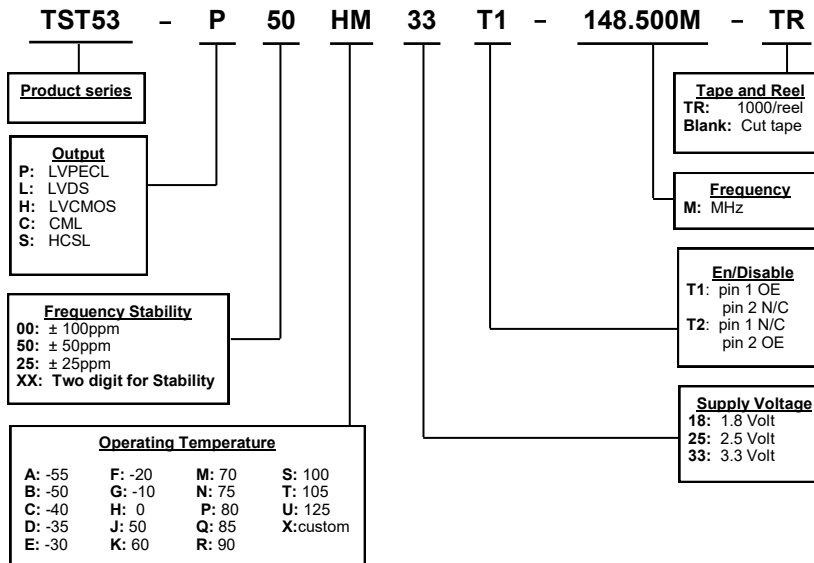 TST53 - P 50 HM 33 T1 - 148.500M - TR
Product series
Output
P: LVPECL
L: LVDS
H: LVCMOS
C: CML
S: HCSL
Frequency Stability
00: ± 100ppm
50: ± 50ppm
25: ± 25ppm
XX: Two digit for Stability
Operating Temperature
A: -55 F: -20 M: 70 S: 100
B: -50 G: -10 N: 75 T: 105
C: -40 H: 0 P: 80 U: 125
D: -35 J: 50 Q: 85 X:custom
E: -30 K: 60 R: 90
Tape and Reel
TR: 1000/reel
Blank: Cut tape
Frequency
M: MHz
En/Disable
T1: pin 1 OE
pin 2 N/C
T2: pin 1 N/C
pin 2 OE
Supply Voltage
18: 1.8 Volt
25: 2.5 Volt
33: 3.3 Volt